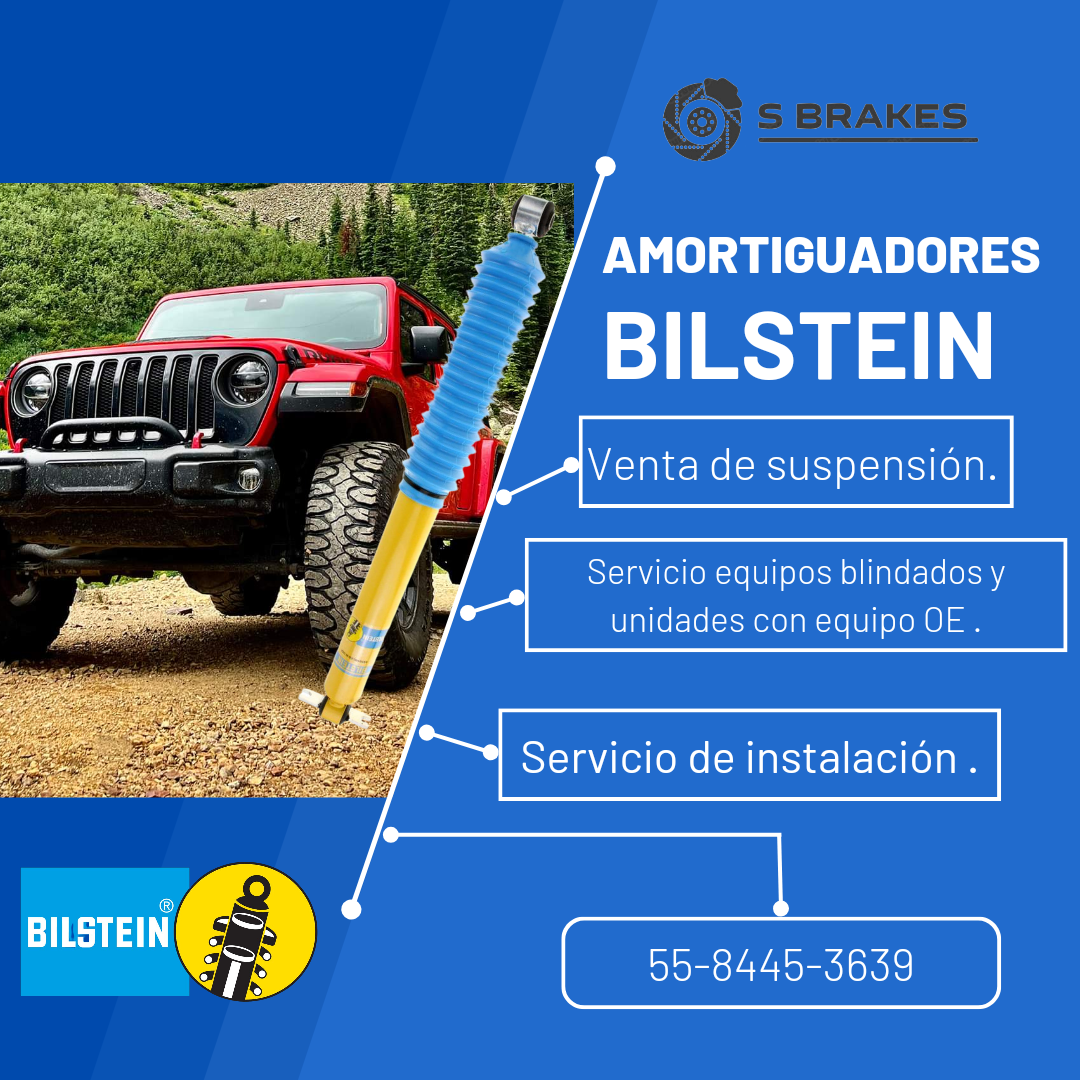 S BRAKES
AMORTIGUADORES
BILSTEIN
Venta de suspensión.
Servicio equipos blindados y
unidades con equipo OE .
Servicio de instalación .
BILSTEIN®
55-8445-3639